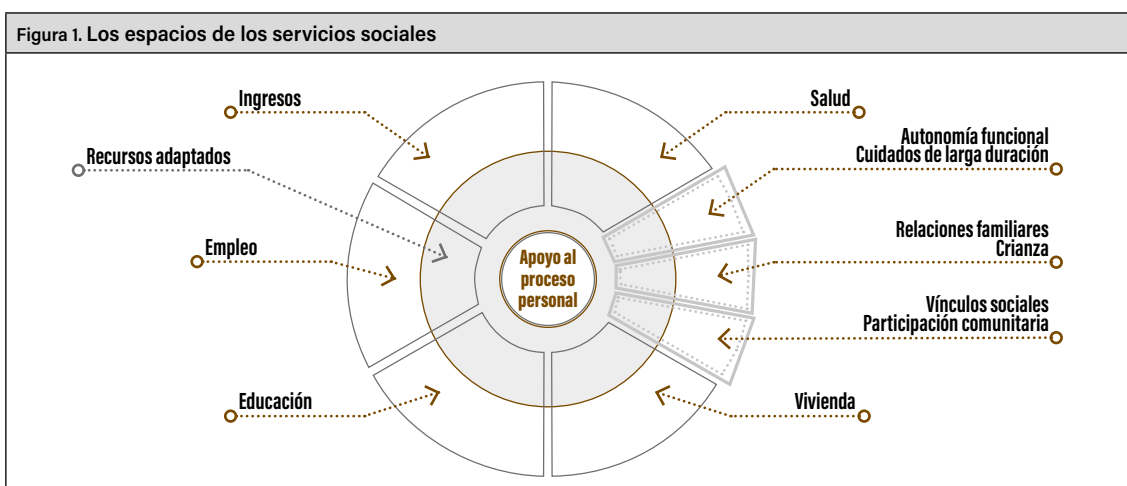 Figura 1. Los espacios de los servicios sociales
Ingresos
Salud
Recursos adaptados
Autonomía funcional
Cuidados de larga duración
Empleo
Apoyo al
proceso
personal
Relaciones familiares
Crianza
Vínculos sociales
Participación comunitaria
Educación
Vivienda